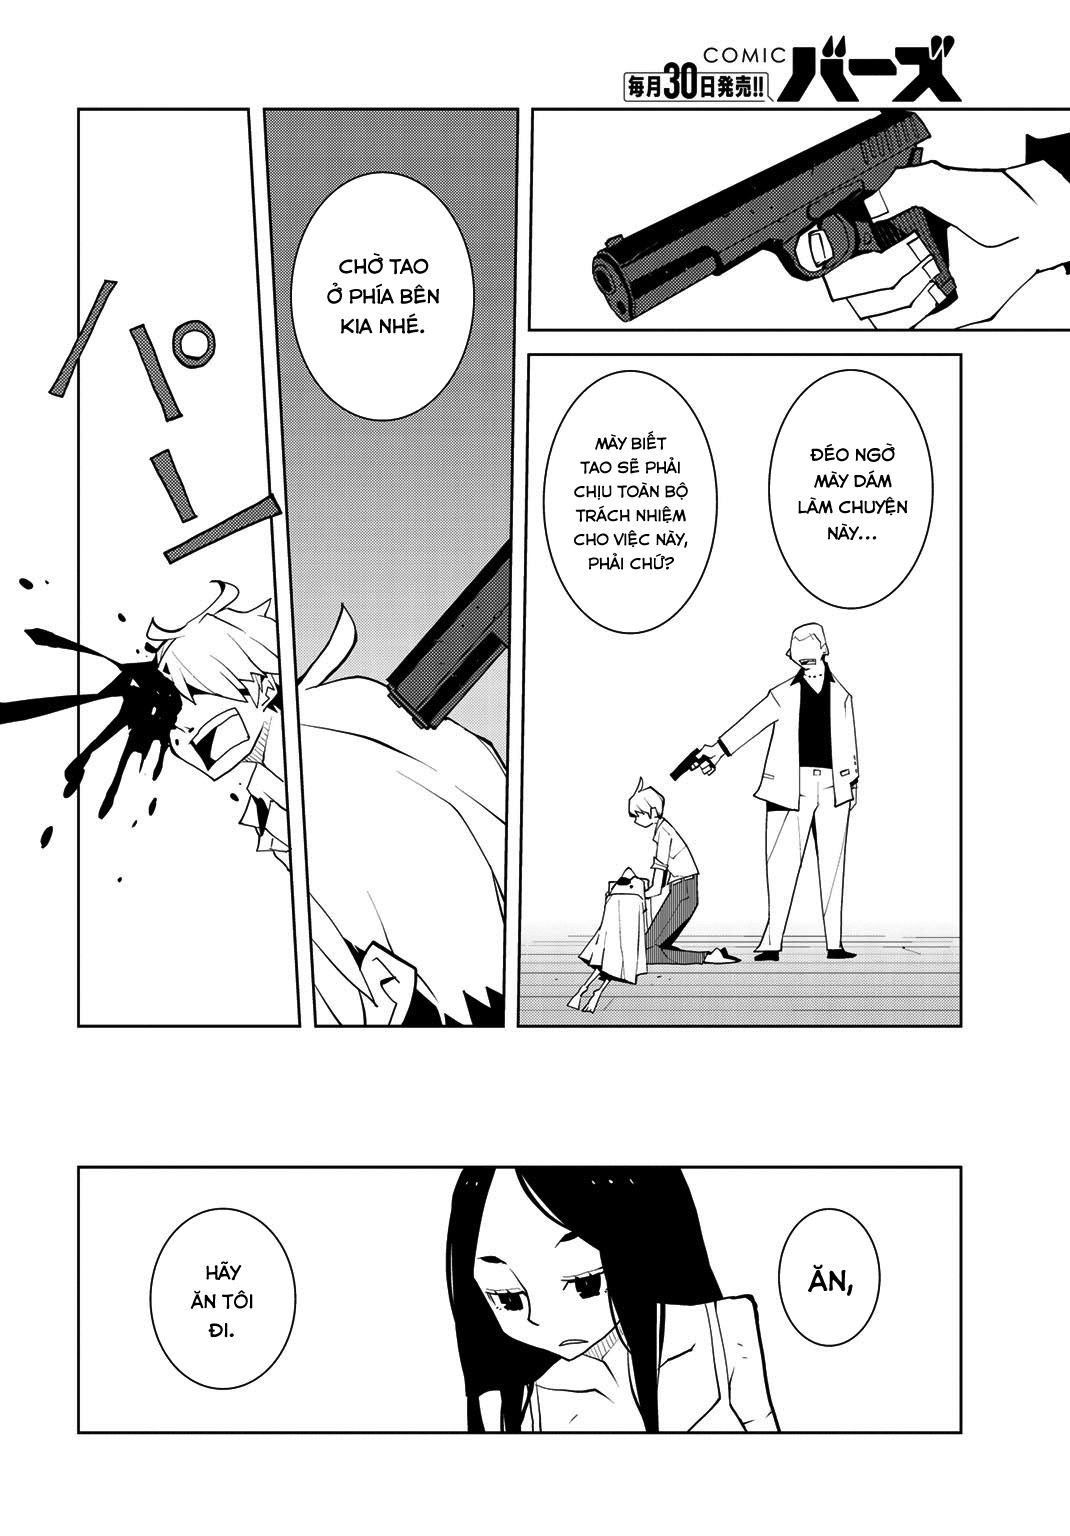 COMIC バーズ
毎月30日発売!!
ĐÉO NGỜ
MÀY DÁM
LÀM CHUYỆN
NÀY...
MÀY BIẾT
TAO SẼ PHẢI
CHỊU TOÀN BỘ
TRÁCH NHIỆM
CHO VIỆC NÀY,
PHẢI CHỨ?
CHỜ TAO
Ở PHÍA BÊN
KIA NHÉ.
パーン
ĂN,
HÃY
ĂN TÔI
ĐI.